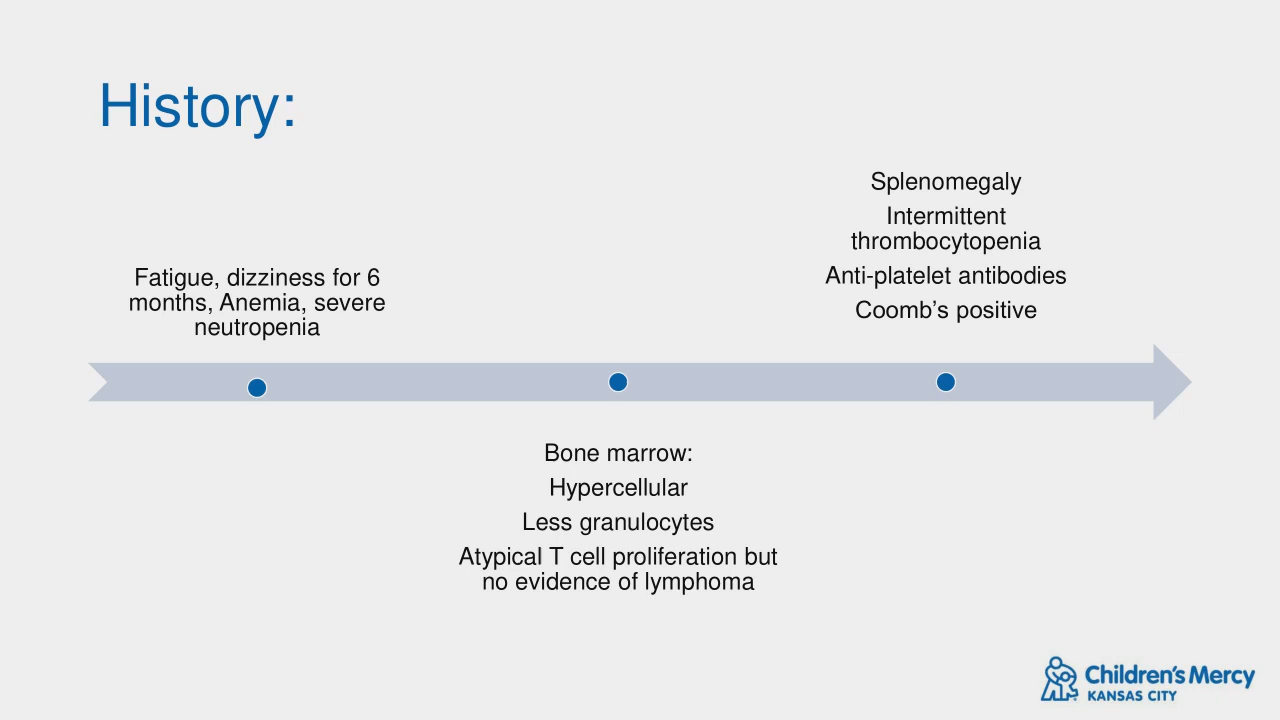 History:
Fatigue, dizziness for 6
months, Anemia, severe
neutropenia
Bone marrow:
Hypercellular
Less granulocytes
Atypical T cell proliferation but
no evidence of lymphoma
Splenomegaly
Intermittent
thrombocytopenia
Anti-platelet antibodies
Coomb’s positive
Children's Mercy
KANSAS CITY